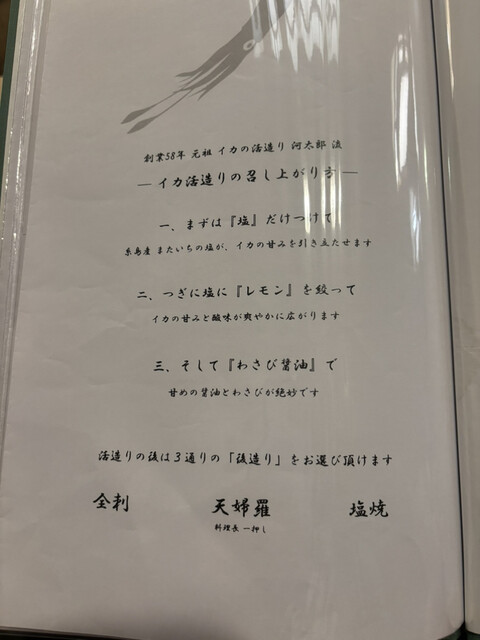 創業58年 元祖 イカの活造り 河太郎 流
― イカ活造りの召し上がり方 ―
一、まずは『塩』だけつけて
糸島産 またいちの塩が、イカの甘みを引き立たせます
二、つぎに塩に『レモン』を絞って
イカの甘みと酸味が爽やかに広がります
三、そして『わさび醤油』で
甘めの醤油とわさびが絶妙です
活造りの後は3通りの「後造り」をお選び頂けます
全刺 天婦羅 塩焼
料理長 一押し